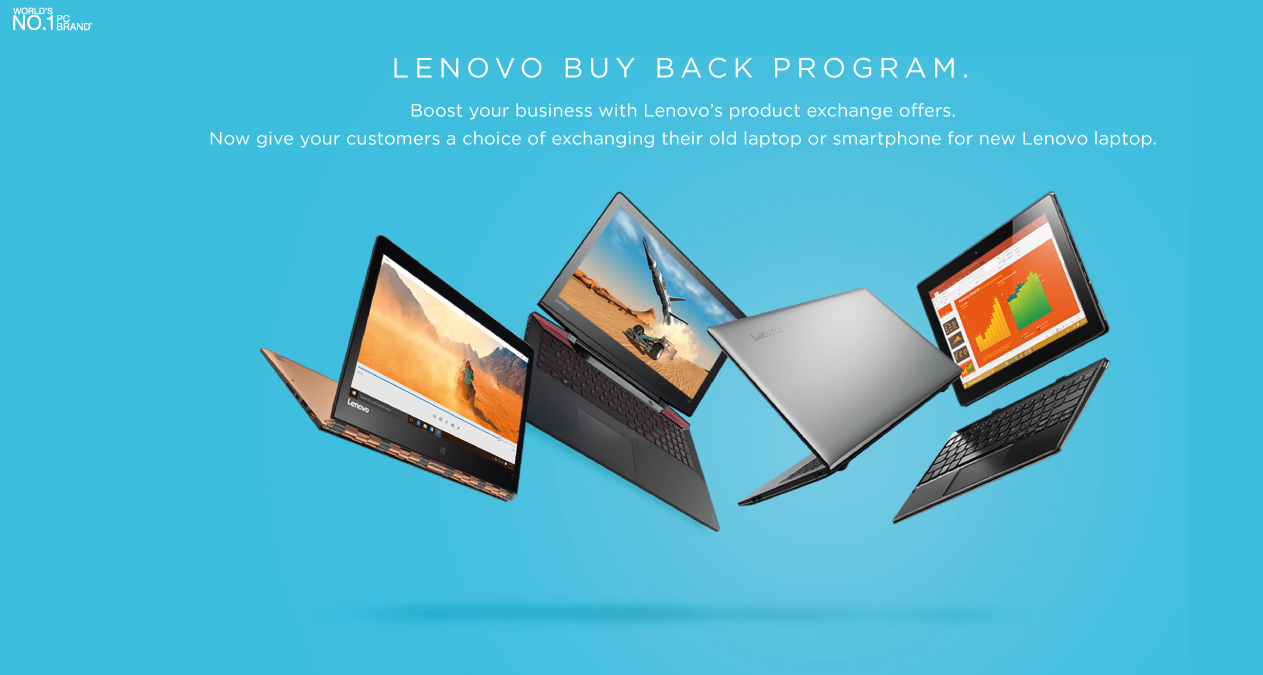 WORLD'S
NO.1 PC
BRAND*
LENOVO BUY BACK PROGRAM.
Boost your business with Lenovo's product exchange offers.
Now give your customers a choice of exchanging their old laptop or smartphone for new Lenovo laptop.
Lenovo
Lenovo
Lenovo